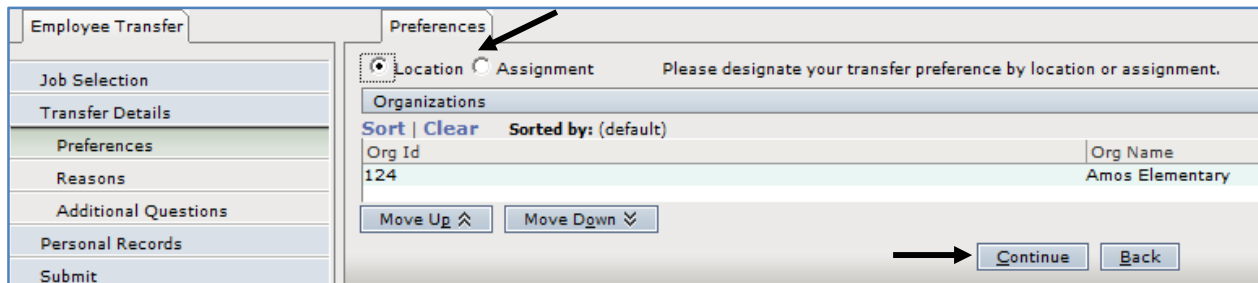 Employee Transfer
Job Selection
Transfer Details
Preferences
Reasons
Additional Questions
Personal Records
Submit
Preferences
Location Assignment Please designate your transfer preference by location or assignment.
Organizations
Sort | Clear Sorted by: (default)
Org Id Org Name
124 Amos Elementary
Move Up Move Down
Continue Back